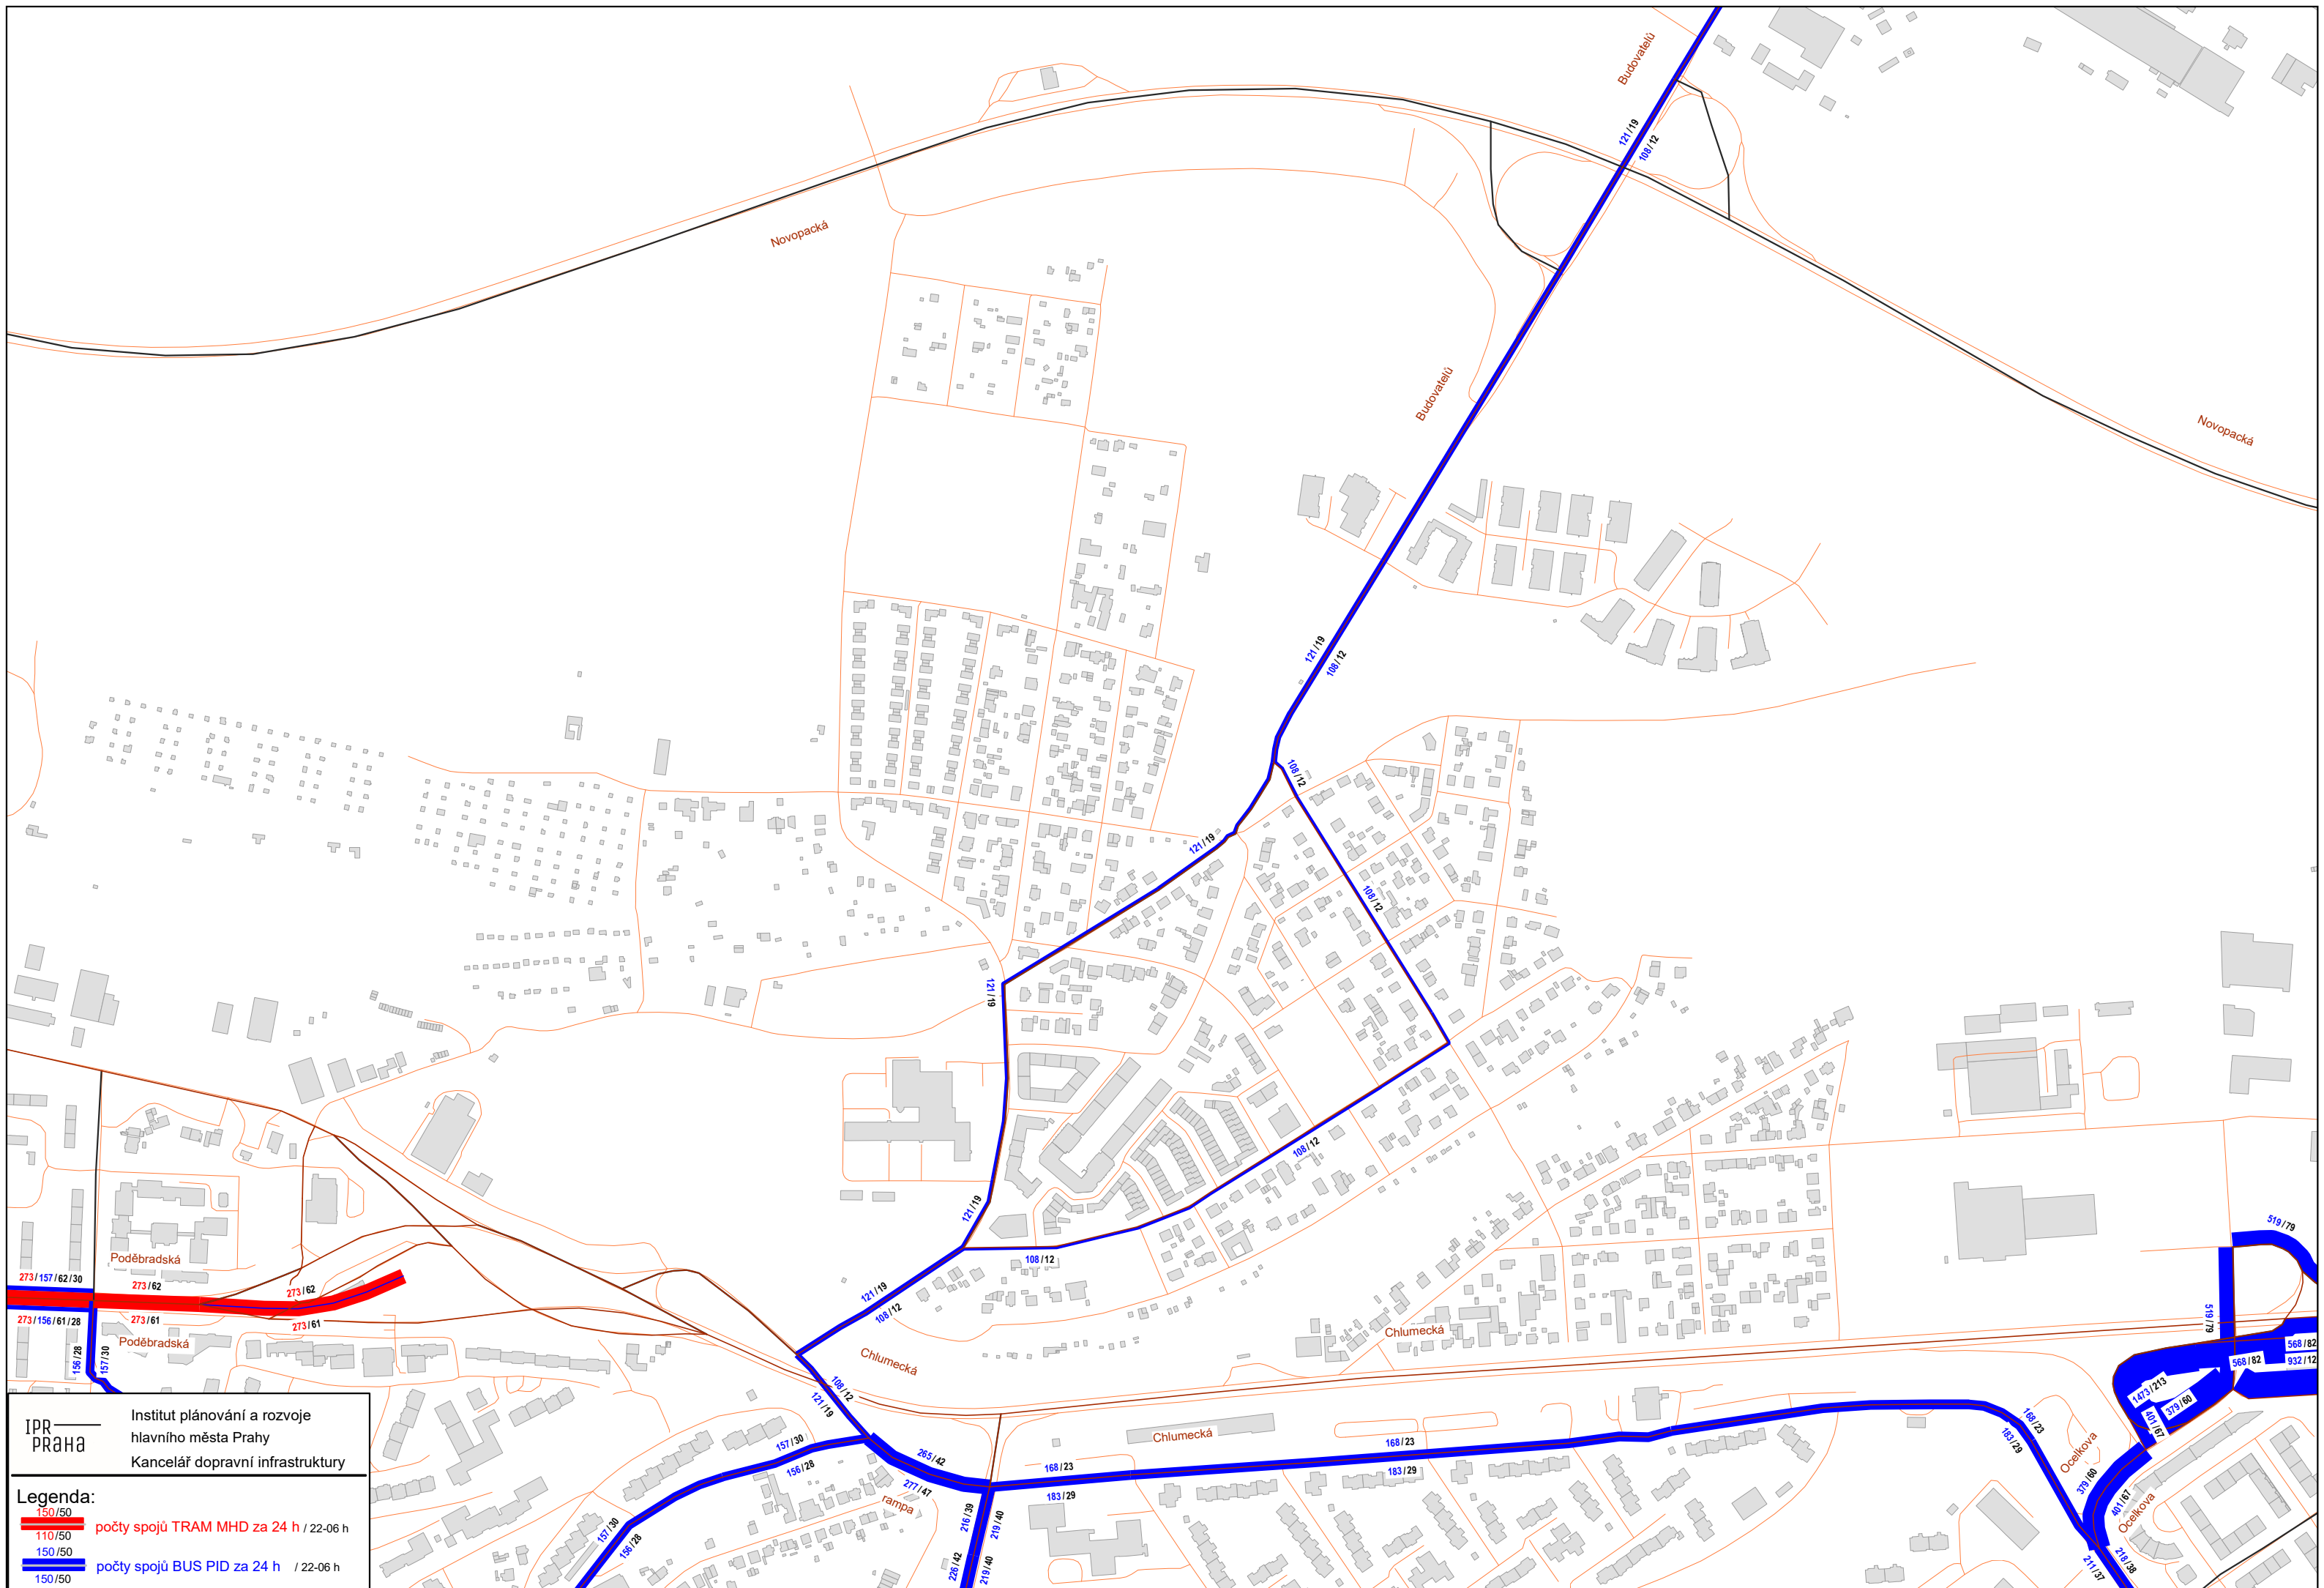 Budovatelů
121/19
108/12
Novopacká
Budovatelů
Novopacká
121/19
108/12
108/12
121/19
108/12
121/19
108/12
121/19
108/12
121/19
108/12
519/79
519/79
Poděbradská
273/157/62/30
273/62
273/62
273/156/61/28
273/61
273/61
Poděbradská
156/28
157/30
Chlumecká
Chlumecká
568/82
568/82
932/12
1473/213
379/60
401/67
108/12
121/19
157/30
156/28
265/42
277/47
rampa
Chlumecká
168/23
168/23
183/29
183/29
168/23
183/29
Ocelkova
379/60
401/67
Ocelkova
216/39
219/40
157/30
156/28
226/42
219/40
218/38
211/37
IPR
PRAHA
Institut plánování a rozvoje
hlavního města Prahy
Kancelář dopravní infrastruktury
Legenda:
150/50
počty spojů TRAM MHD za 24 h / 22-06 h
110/50
150/50
počty spojů BUS PID za 24 h / 22-06 h
150/50